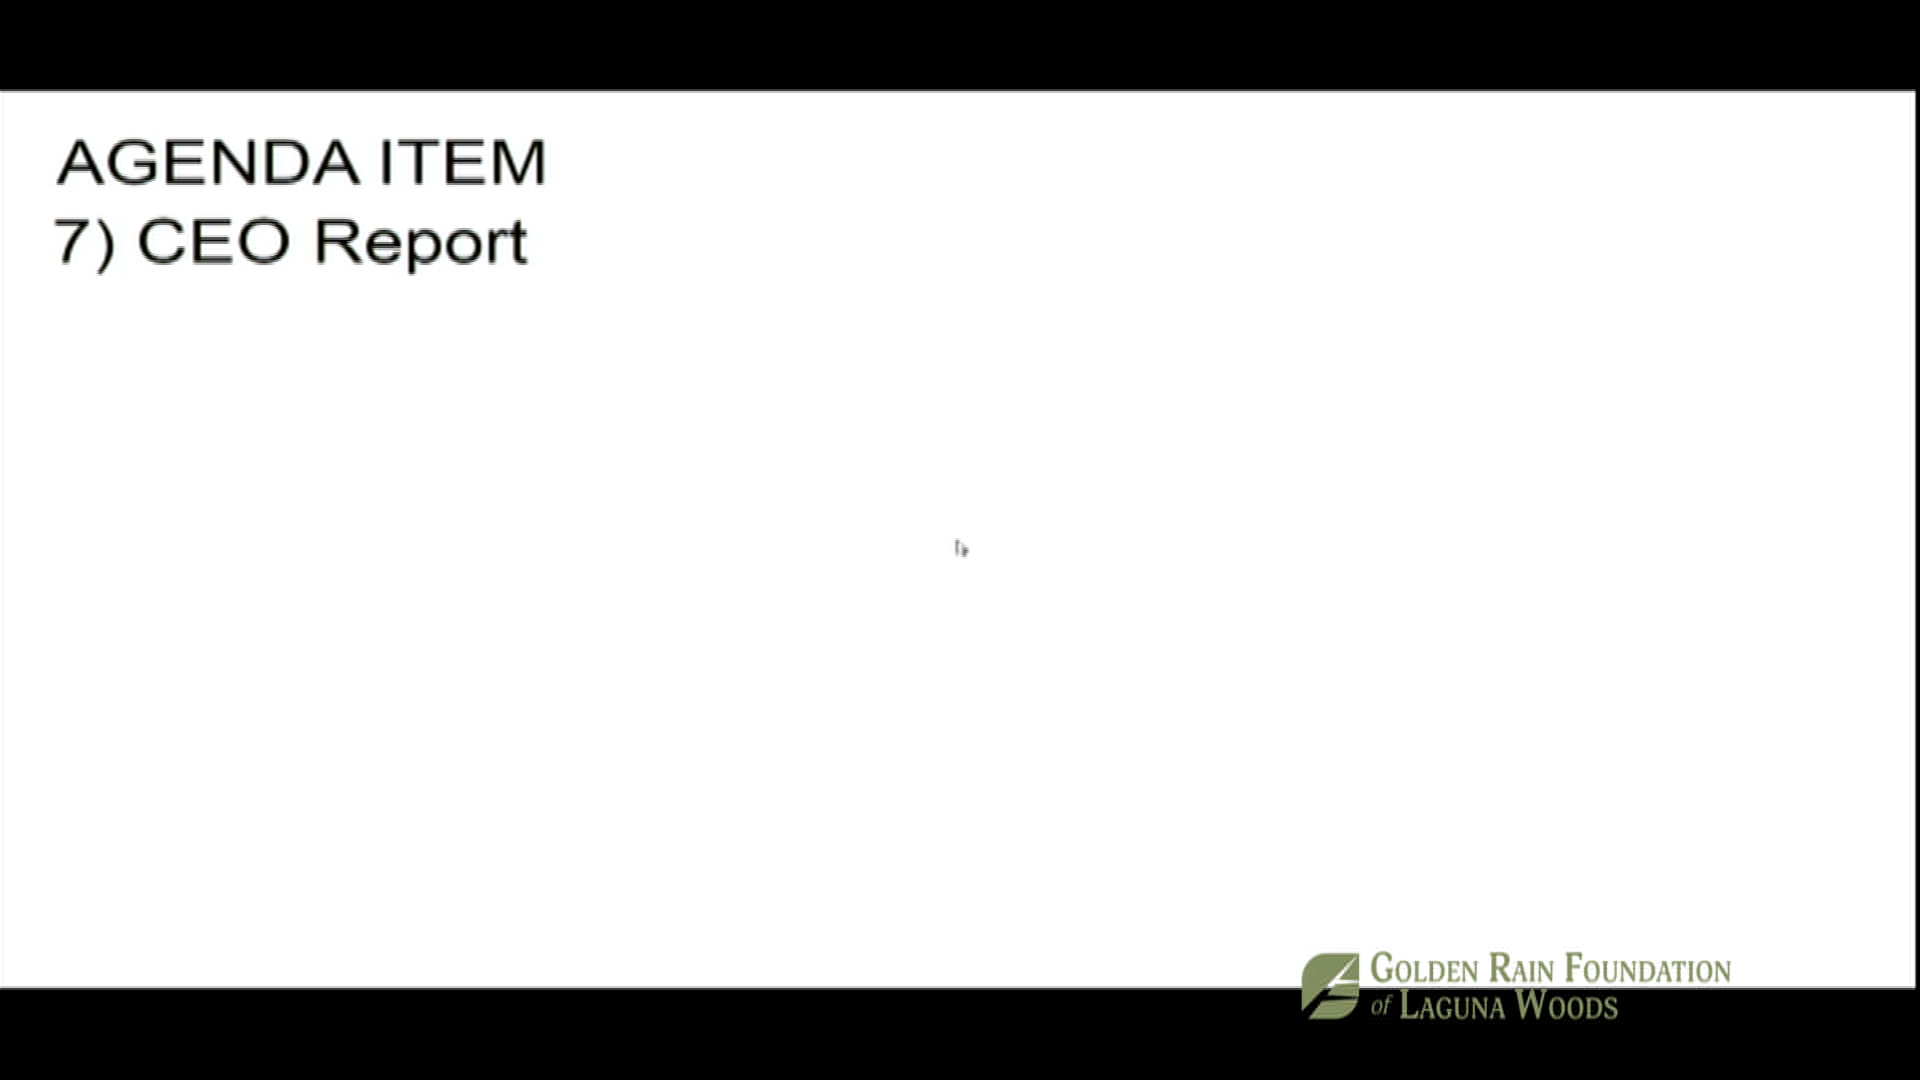 AGENDA ITEM
7) CEO Report
GOLDEN RAIN FOUNDATION
of LAGUNA WOODS